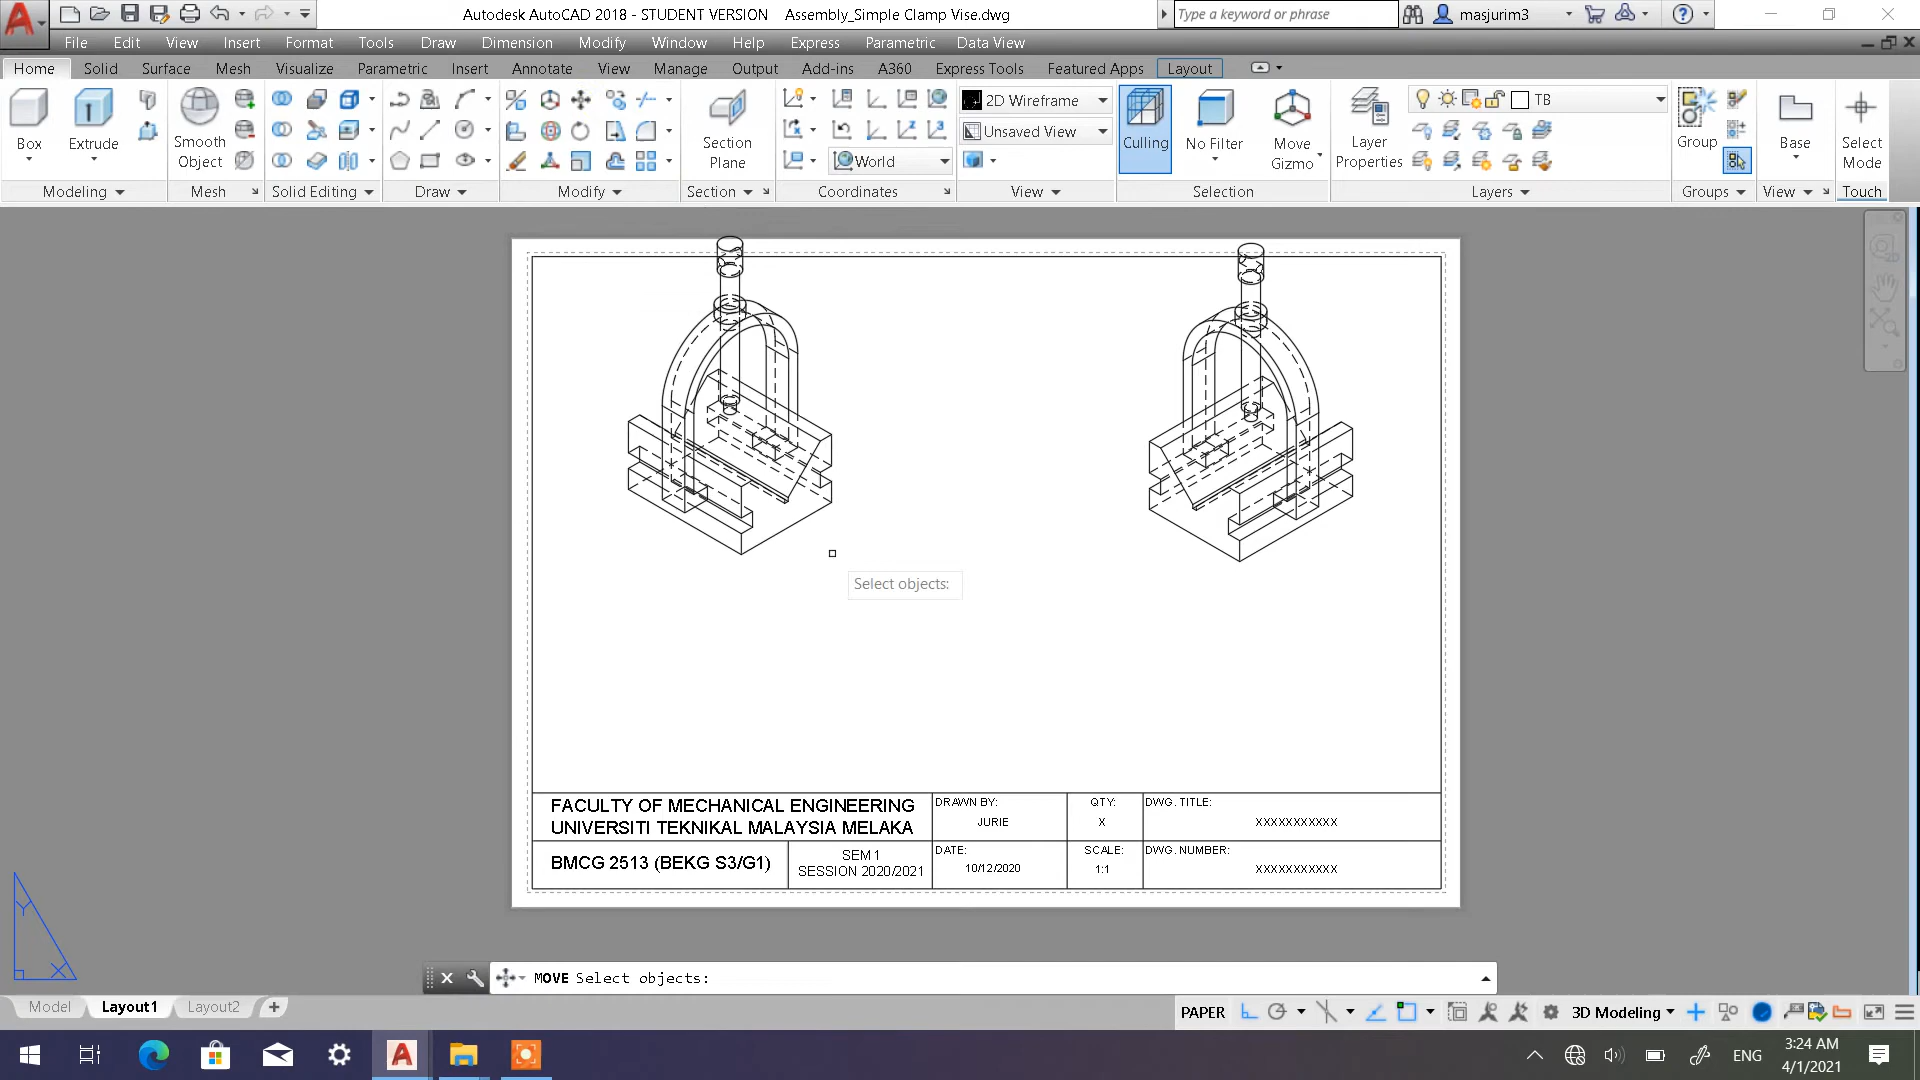 Autodesk AutoCAD 2018 - STUDENT VERSION Assembly_Simple Clamp Vise.dwg
Type a keyword or phrase
masjurim3
File Edit View Insert Format Tools Draw Dimension Modify Window Help Express Parametric Data View
Home Solid Surface Mesh Visualize Parametric Insert Annotate View Manage Output Add-ins A360 Express Tools Featured Apps Layout
Box
Extrude
Smooth
Object
Section
Plane
2D Wireframe
Unsaved View
World
Culling
No Filter
Move
Gizmo
Layer
Properties
TB
Group
Base
Select
Mode
Modeling
Mesh
Solid Editing
Draw
Modify
Section
Coordinates
View
Selection
Layers
Groups
View
Touch
2D
Select objects:
FACULTY OF MECHANICAL ENGINEERING
UNIVERSITI TEKNIKAL MALAYSIA MELAKA
DRAWN BY:
JURIE
QTY:
X
DWG. TITLE:
XXXXXXXXXXX
BMCG 2513 (BEKG S3/G1)
SEM 1
SESSION 2020/2021
DATE:
10/12/2020
SCALE:
1:1
DWG. NUMBER:
XXXXXXXXXXX
Y
X
MOVE Select objects:
Model Layout1 Layout2 +
PAPER
3D Modeling
ENG
3:24 AM
4/1/2021